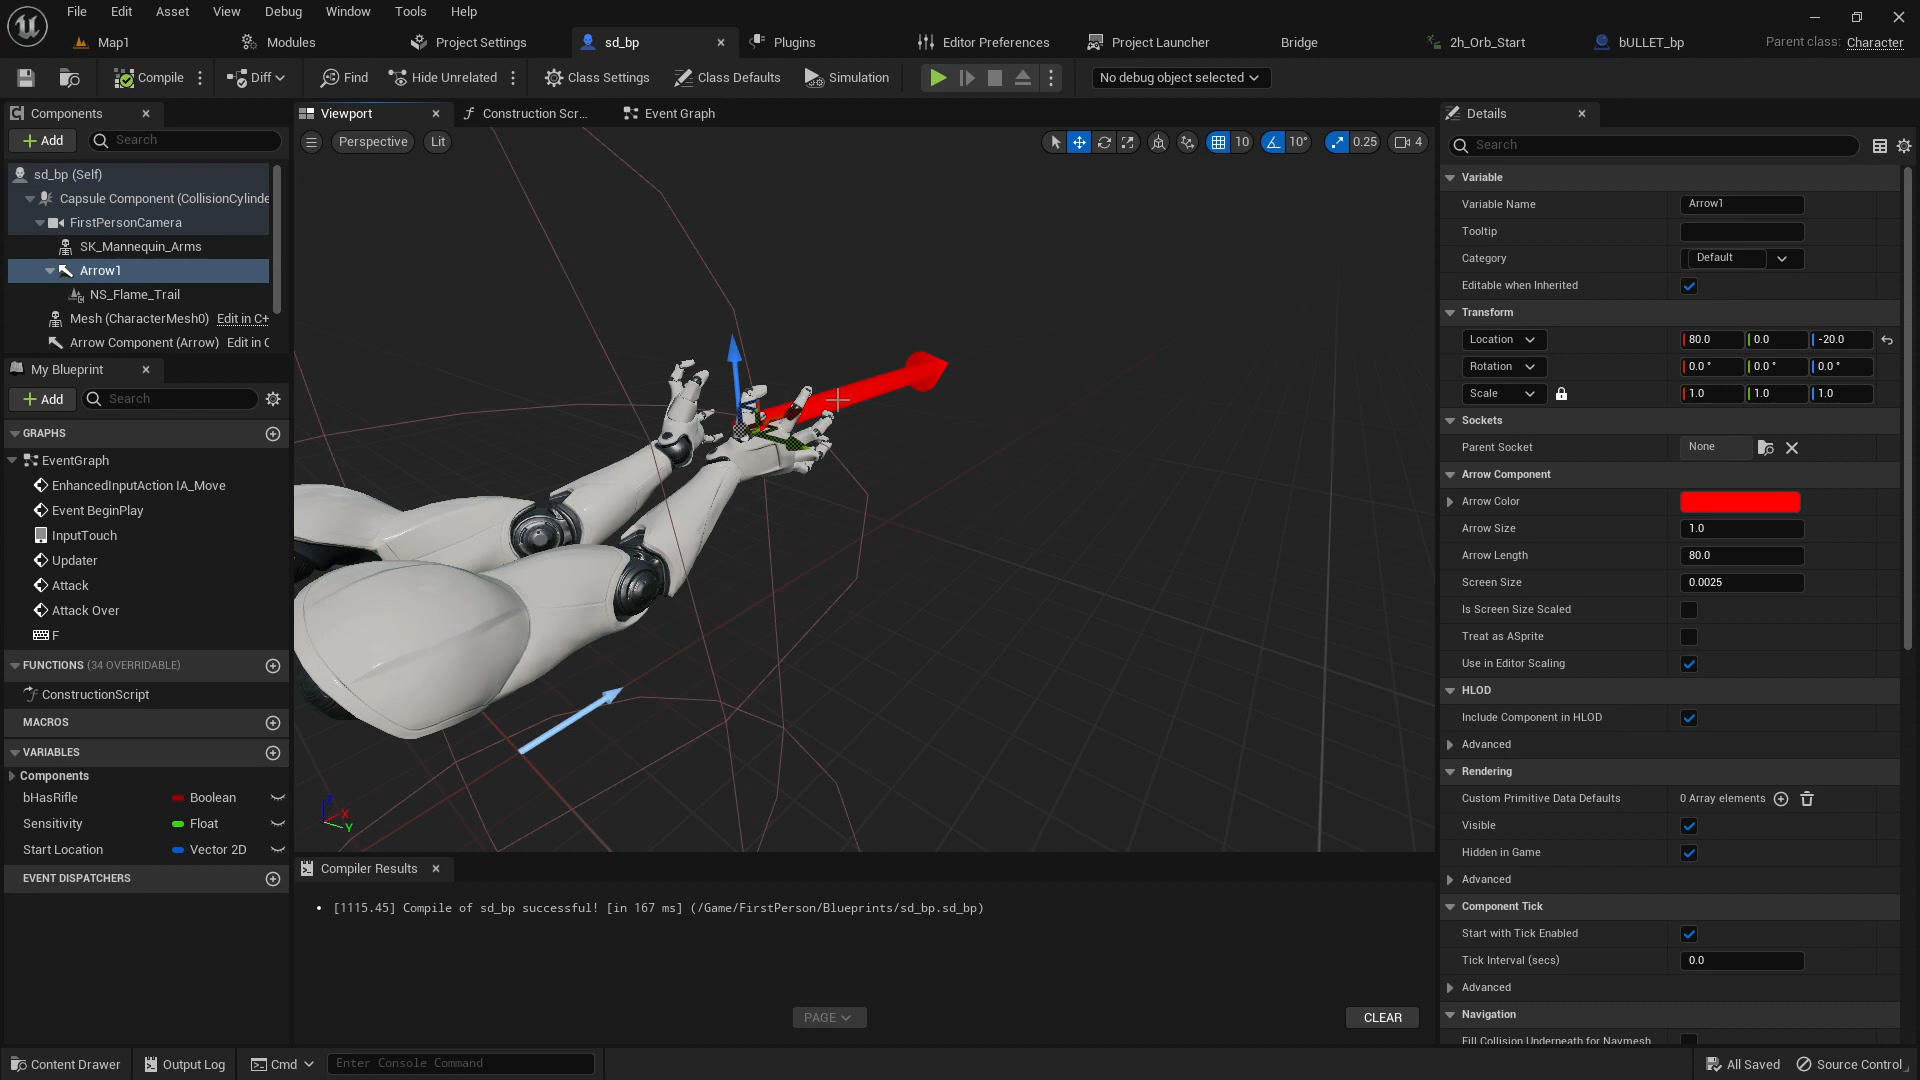 File Edit Asset View Debug Window Tools Help
Map1 Modules Project Settings sd_bp Plugins Editor Preferences Project Launcher Bridge 2h_Orb_Start bULLET_bp Parent class: Character
Compile Diff Find Hide Unrelated Class Settings Class Defaults Simulation No debug object selected
Components
Add Search
sd_bp (Self)
Capsule Component (CollisionCylinde
FirstPersonCamera
SK_Mannequin_Arms
Arrow1
NS_Flame_Trail
Mesh (CharacterMesh0) Edit in C+
Arrow Component (Arrow) Edit in C
My Blueprint
Add Search
GRAPHS
EventGraph
EnhancedInputAction IA_Move
Event BeginPlay
InputTouch
Updater
Attack
Attack Over
F
FUNCTIONS (34 OVERRIDABLE)
ConstructionScript
MACROS
VARIABLES
Components
bHasRifle Boolean
Sensitivity Float
Start Location Vector 2D
EVENT DISPATCHERS
Viewport Construction Scr... Event Graph
Perspective Lit 10 10° 0.25 4
Z X Y
Compiler Results
• [1115.45] Compile of sd_bp successful! [in 167 ms] (/Game/FirstPerson/Blueprints/sd_bp.sd_bp)
PAGE CLEAR
Details
Search
Variable
Variable Name Arrow1
Tooltip
Category Default
Editable when Inherited
Transform
Location 80.0 0.0 -20.0
Rotation 0.0 ° 0.0 ° 0.0 °
Scale 1.0 1.0 1.0
Sockets
Parent Socket None
Arrow Component
Arrow Color
Arrow Size 1.0
Arrow Length 80.0
Screen Size 0.0025
Is Screen Size Scaled
Treat as ASprite
Use in Editor Scaling
HLOD
Include Component in HLOD
Advanced
Rendering
Custom Primitive Data Defaults 0 Array elements
Visible
Hidden in Game
Advanced
Component Tick
Start with Tick Enabled
Tick Interval (secs) 0.0
Advanced
Navigation
Fill Collision Underneath for Navmesh
Content Drawer Output Log Cmd Enter Console Command All Saved Source Control